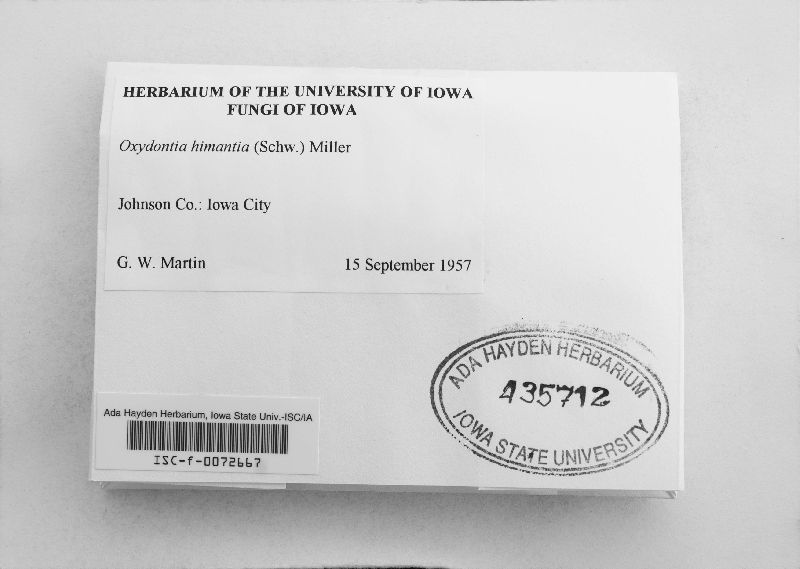 HERBARIUM OF THE UNIVERSITY OF IOWA
FUNGI OF IOWA
Oxydontia himantia (Schw.) Miller
Johnson Co.: Iowa City
G. W. Martin 15 September 1957
ADA HAYDEN HERBARIUM
435712
IOWA STATE UNIVERSITY
Ada Hayden Herbarium, Iowa State Univ.-ISC/IA
ISC-f-0072667